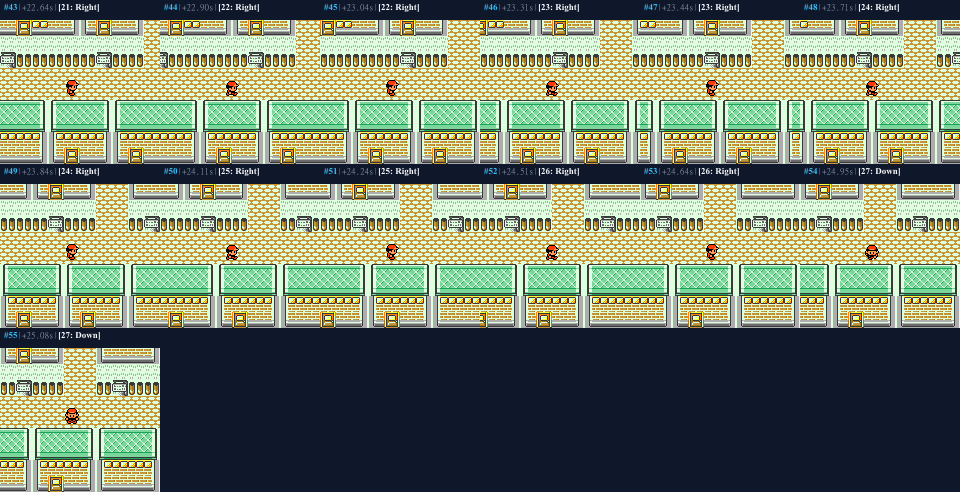 #43|+22.64s|[21: Right]
#44|+22.90s|[22: Right]
#45|+23.04s|[22: Right]
#46|+23.31s|[23: Right]
#47|+23.44s|[23: Right]
#48|+23.71s|[24: Right]
#49|+23.84s|[24: Right]
#50|+24.11s|[25: Right]
#51|+24.24s|[25: Right]
#52|+24.51s|[26: Right]
#53|+24.64s|[26: Right]
#54|+24.95s|[27: Down]
#55|+25.08s|[27: Down]